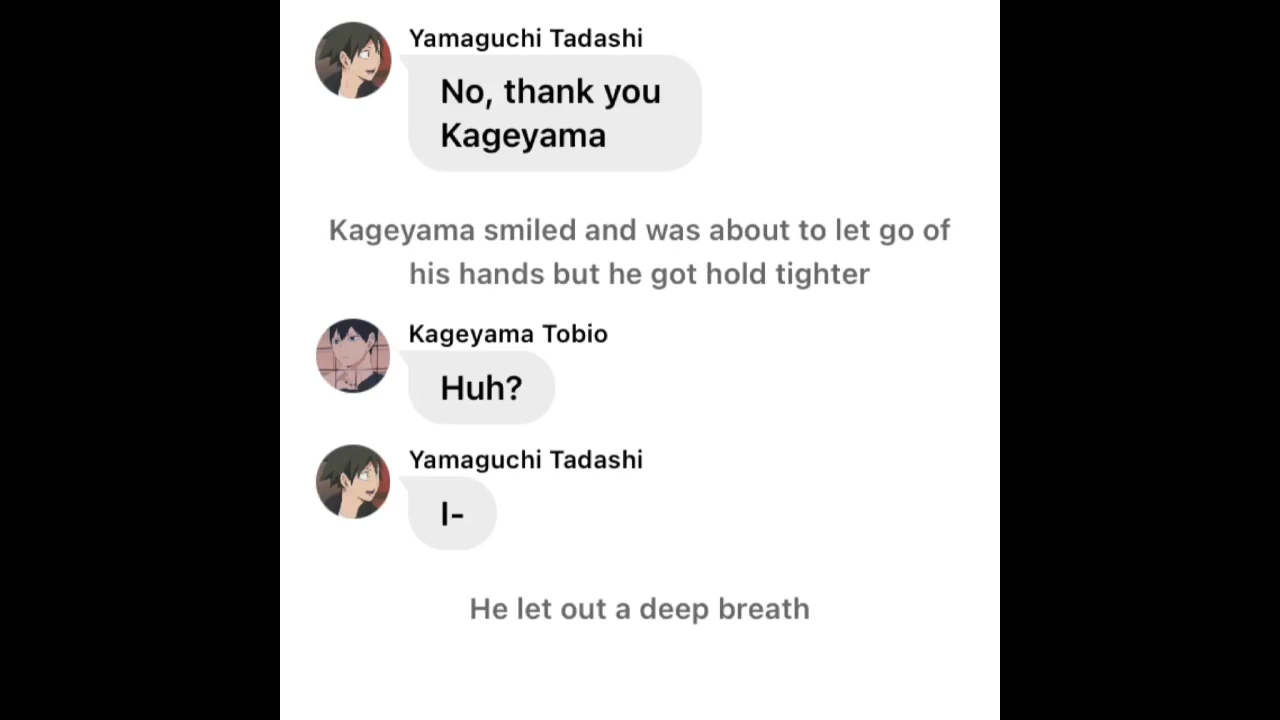 Yamaguchi Tadashi
No, thank you
Kageyama
Kageyama smiled and was about to let go of
his hands but he got hold tighter
Kageyama Tobio
Huh?
Yamaguchi Tadashi
I-
He let out a deep breath